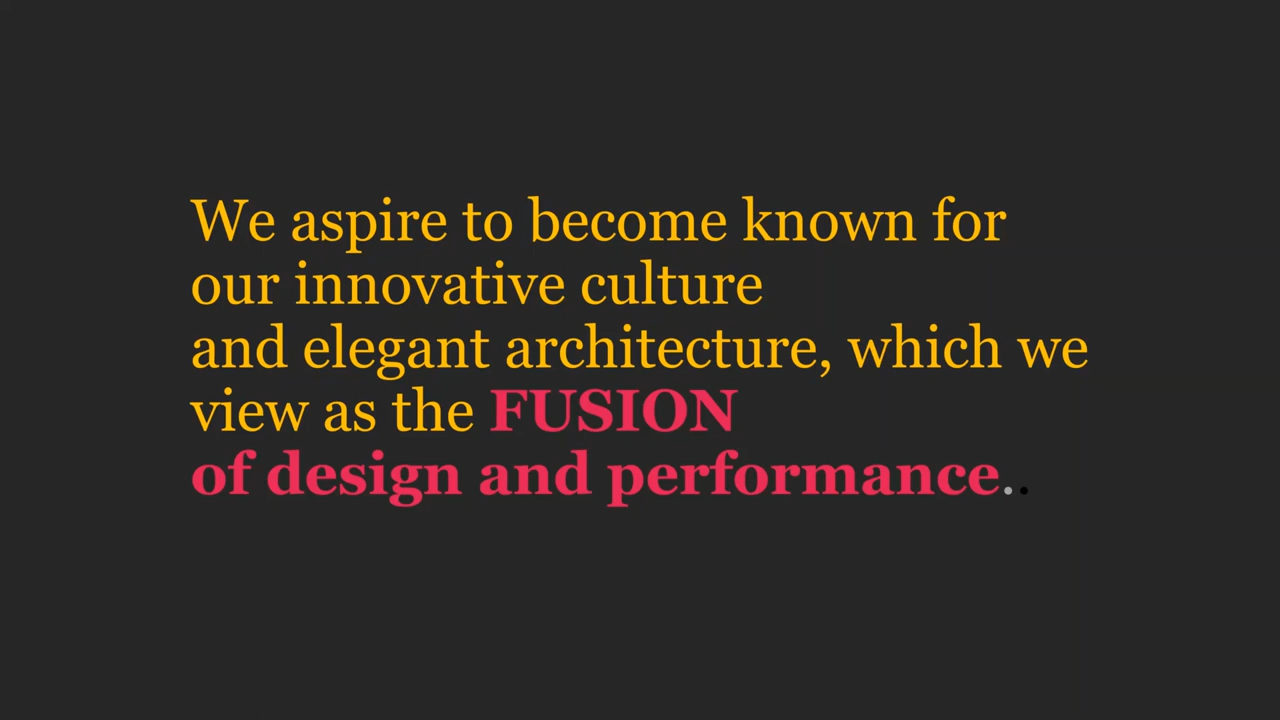 We aspire to become known for
our innovative culture
and elegant architecture, which we
view as the FUSION
of design and performance..